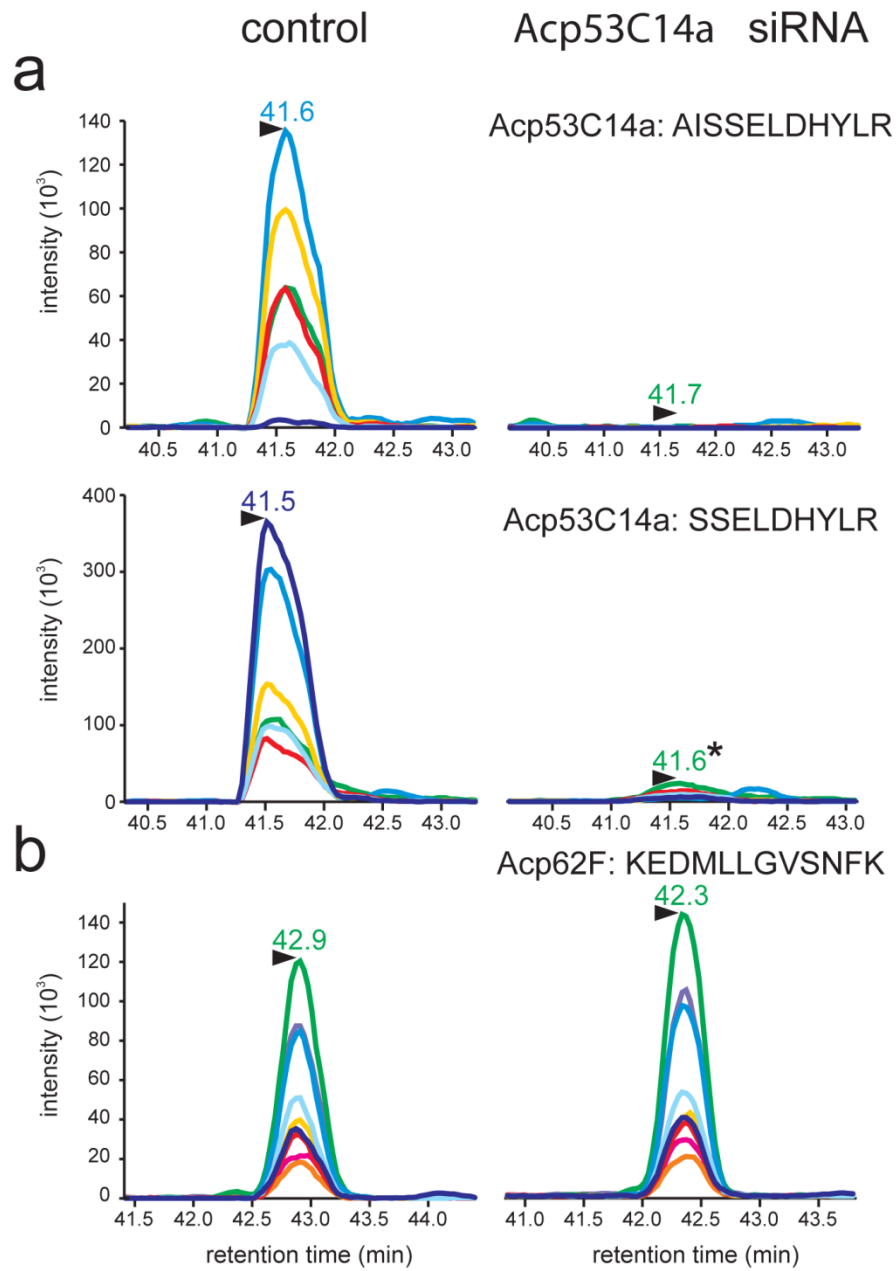 control Acp53C14a siRNA
a
Acp53C14a: AISSELDHYLR
41.6
140
120
100
80
60
40
20
0
intensity (10³)
41.7
40.5 41.0 41.5 42.0 42.5 43.0
40.5 41.0 41.5 42.0 42.5 43.0
Acp53C14a: SSELDHYLR
41.5
400
300
200
100
0
intensity (10³)
41.6*
40.5 41.0 41.5 42.0 42.5 43.0
40.5 41.0 41.5 42.0 42.5 43.0
b
Acp62F: KEDMLLGVSNFK
42.9
42.3
140
120
100
80
60
40
20
0
intensity (10³)
41.5 42.0 42.5 43.0 43.5 44.0
41.0 41.5 42.0 42.5 43.0 43.5
retention time (min) retention time (min)